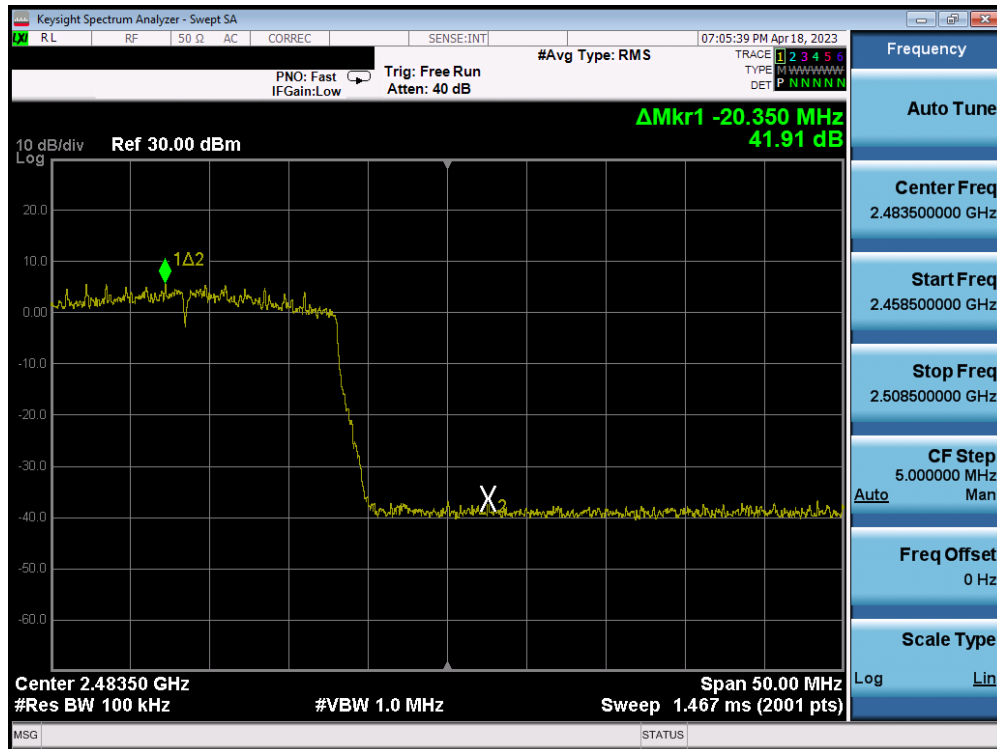 Keysight Spectrum Analyzer - Swept SA
LXI RL RF 50 Ω AC CORREC SENSE:INT 07:05:39 PM Apr 18, 2023
PNO: Fast Trig: Free Run #Avg Type: RMS TRACE 1 2 3 4 5 6
IFGain:Low Atten: 40 dB TYPE M W W W W W
DET P N N N N N
ΔMkr1 -20.350 MHz
41.91 dB
10 dB/div Ref 30.00 dBm
Log
20.0
10.0
1Δ2
0.00
-10.0
-20.0
-30.0
X2
-40.0
-50.0
-60.0
Center 2.48350 GHz Span 50.00 MHz
#Res BW 100 kHz #VBW 1.0 MHz Sweep 1.467 ms (2001 pts)
MSG STATUS
Frequency
Auto Tune
Center Freq
2.483500000 GHz
Start Freq
2.458500000 GHz
Stop Freq
2.508500000 GHz
CF Step
5.000000 MHz
Auto Man
Freq Offset
0 Hz
Scale Type
Log Lin